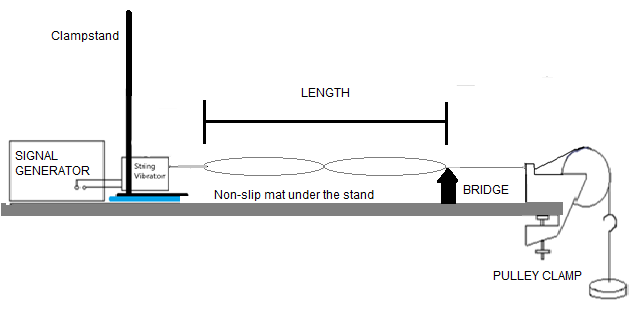 Clampstand
LENGTH
SIGNAL
GENERATOR
String
Vibrator
Non-slip mat under the stand
BRIDGE
PULLEY CLAMP